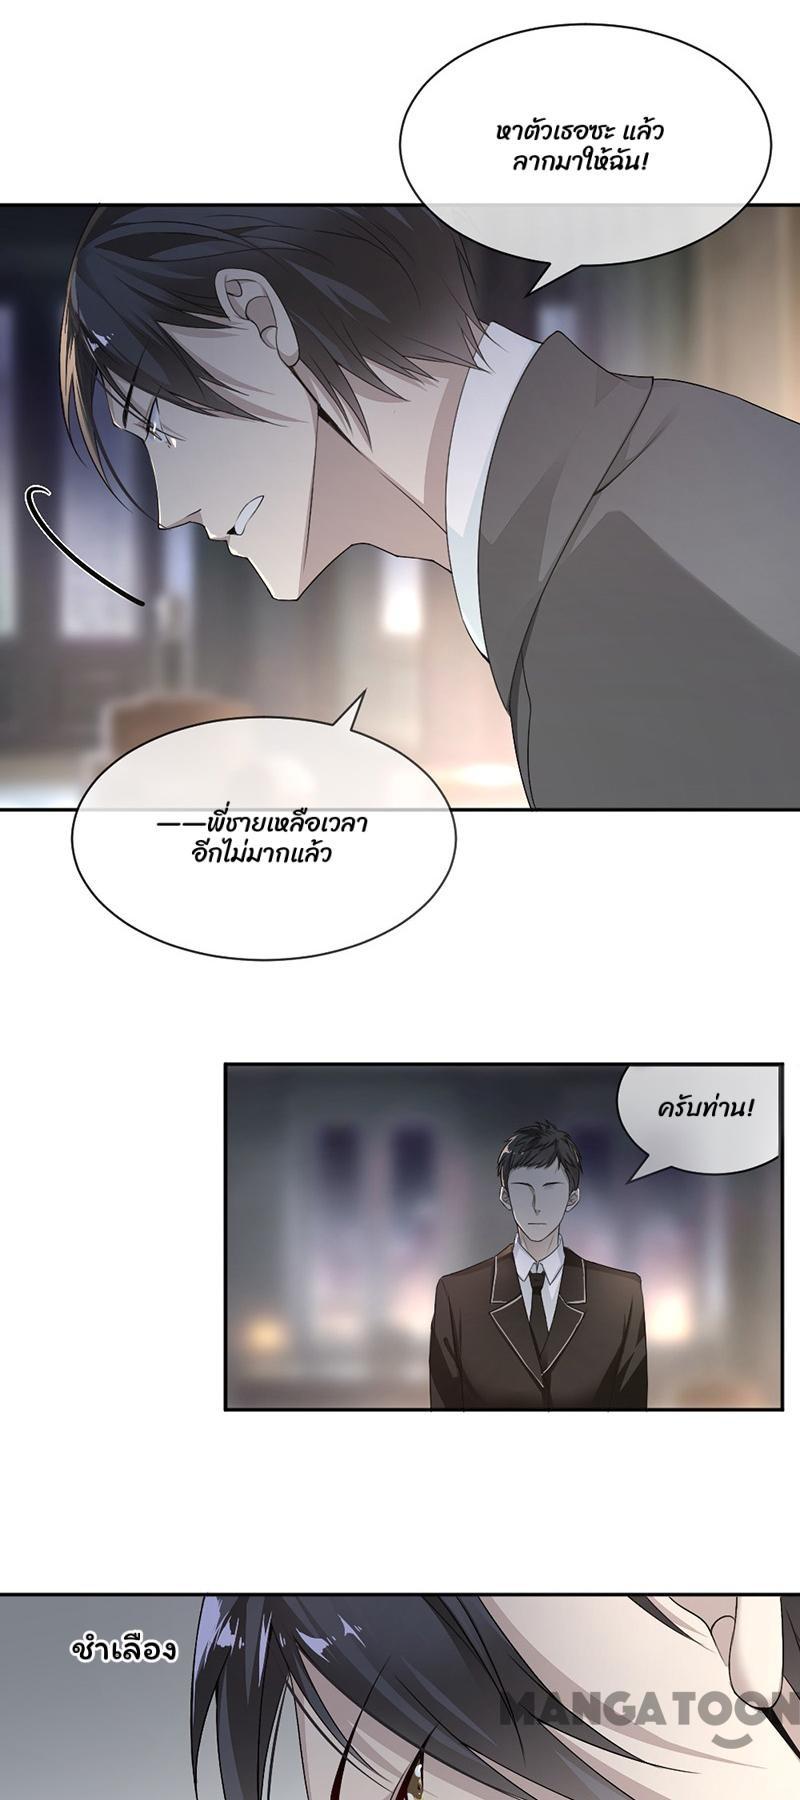 หาตัวเธอซะ แล้ว
ลากมาให้ฉัน!
——พี่ชายเหลือเวลา
อีกไม่มากแล้ว
ครับท่าน!
ชำเลือง
MANGATOON